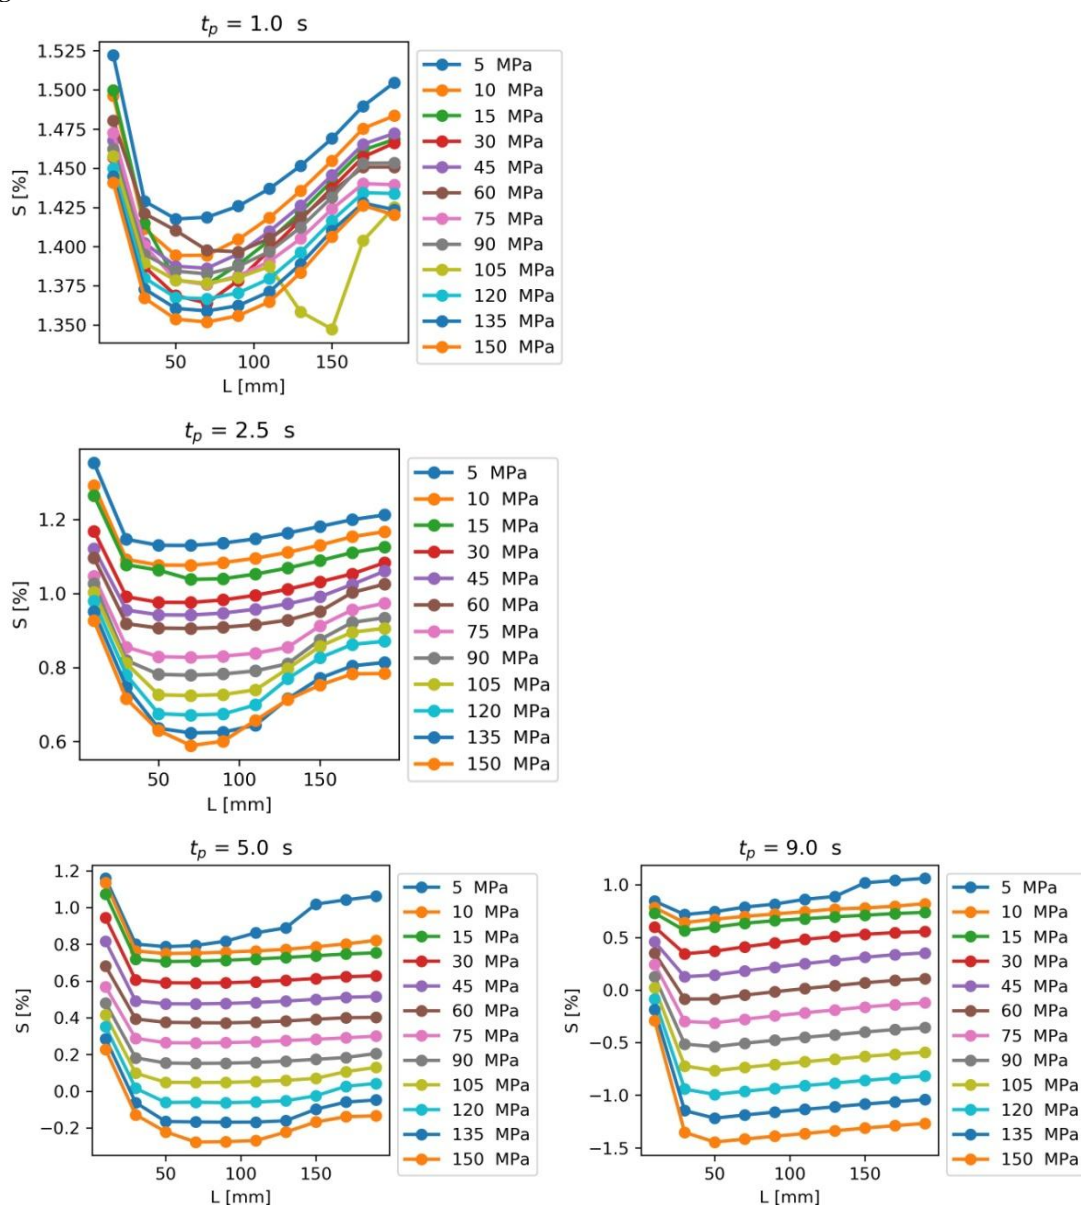 t_p = 1.0 s
1.525
1.500
1.475
1.450
1.425
1.400
1.375
1.350
S [%]
50 100 150
L [mm]
5 MPa
10 MPa
15 MPa
30 MPa
45 MPa
60 MPa
75 MPa
90 MPa
105 MPa
120 MPa
135 MPa
150 MPa
t_p = 2.5 s
1.2
1.0
0.8
0.6
S [%]
50 100 150
L [mm]
5 MPa
10 MPa
15 MPa
30 MPa
45 MPa
60 MPa
75 MPa
90 MPa
105 MPa
120 MPa
135 MPa
150 MPa
t_p = 5.0 s
1.2
1.0
0.8
0.6
0.4
0.2
0.0
−0.2
S [%]
50 100 150
L [mm]
5 MPa
10 MPa
15 MPa
30 MPa
45 MPa
60 MPa
75 MPa
90 MPa
105 MPa
120 MPa
135 MPa
150 MPa
t_p = 9.0 s
1.0
0.5
0.0
−0.5
−1.0
−1.5
S [%]
50 100 150
L [mm]
5 MPa
10 MPa
15 MPa
30 MPa
45 MPa
60 MPa
75 MPa
90 MPa
105 MPa
120 MPa
135 MPa
150 MPa